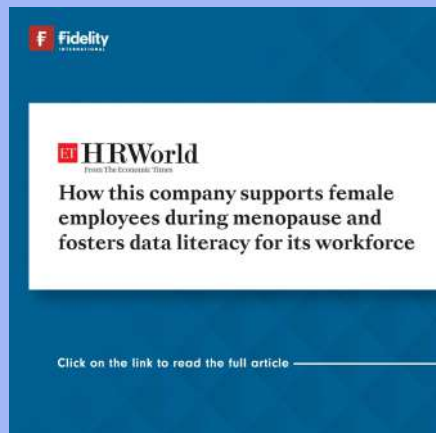 Fidelity
INTERNATIONAL
ET HRWorld
From The Economic Times
How this company supports female
employees during menopause and
fosters data literacy for its workforce
Click on the link to read the full article